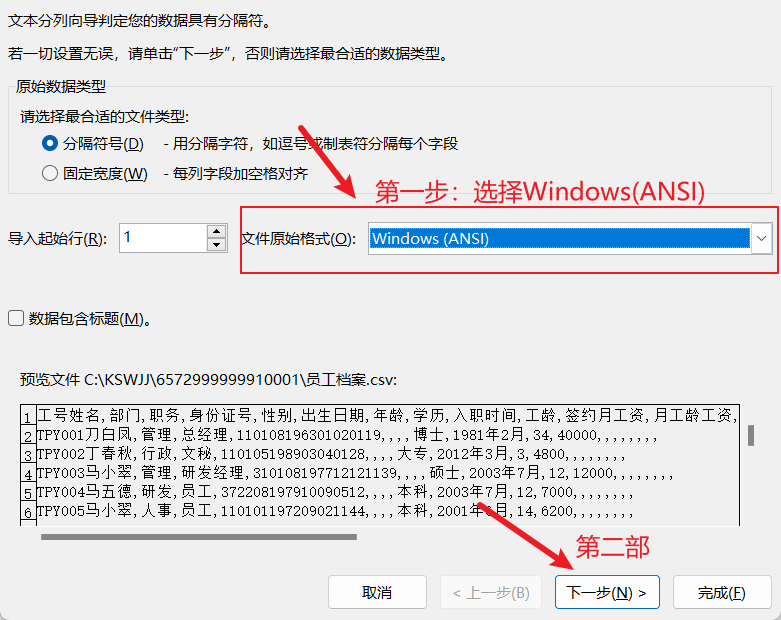 文本分列向导判定您的数据具有分隔符。
若一切设置无误，请单击“下一步”，否则请选择最合适的数据类型。
原始数据类型
请选择最合适的文件类型:
分隔符号(D) - 用分隔字符，如逗号或制表符分隔每个字段
固定宽度(W) - 每列字段加空格对齐
第一步：选择Windows(ANSI)
导入起始行(R): 1 文件原始格式(O): Windows (ANSI)
数据包含标题(M)。
预览文件 C:\KSWJJ\6572999999910001\员工档案.csv:
1 工号姓名,部门,职务,身份证号,性别,出生日期,年龄,学历,入职时间,工龄,签约月工资,月工龄工资,
2 TPY001刀白凤,管理,总经理,110108196301020119,,,,博士,1981年2月,34,40000,,,,,,,,
3 TPY002丁春秋,行政,文秘,110105198903040128,,,,大专,2012年3月,3,4800,,,,,,,,
4 TPY003马小翠,管理,研发经理,310108197712121139,,,,硕士,2003年7月,12,12000,,,,,,,,
5 TPY004马五德,研发,员工,372208197910090512,,,,本科,2003年7月,12,7000,,,,,,,,
6 TPY005马小翠,人事,员工,110101197209021144,,,,本科,2001年6月,14,6200,,,,,,,,
第二部
取消 < 上一步(B) 下一步(N) > 完成(F)